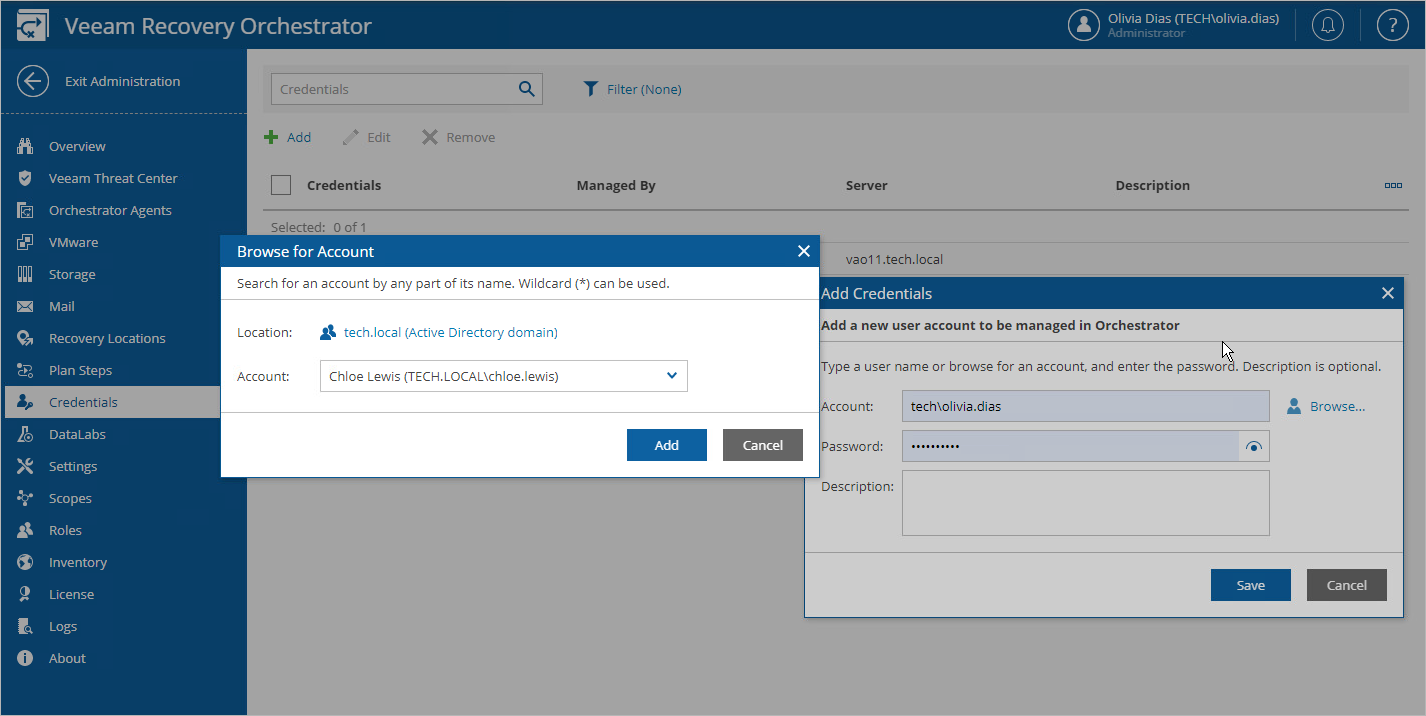 Veeam Recovery Orchestrator
Olivia Dias (TECH\olivia.dias)
Administrator
?
Exit Administration
Overview
Veeam Threat Center
Orchestrator Agents
VMware
Storage
Mail
Recovery Locations
Plan Steps
Credentials
DataLabs
Settings
Scopes
Roles
Inventory
License
Logs
About
Credentials
Filter (None)
Add Edit Remove
Credentials Managed By Server Description
Selected: 0 of 1
vao11.tech.local
Browse for Account
Search for an account by any part of its name. Wildcard (*) can be used.
Location: tech.local (Active Directory domain)
Account: Chloe Lewis (TECH.LOCAL\chloe.lewis)
Add Cancel
Add Credentials
Add a new user account to be managed in Orchestrator
Type a user name or browse for an account, and enter the password. Description is optional.
Account: tech\olivia.dias Browse...
Password: ••••••••••
Description:
Save Cancel